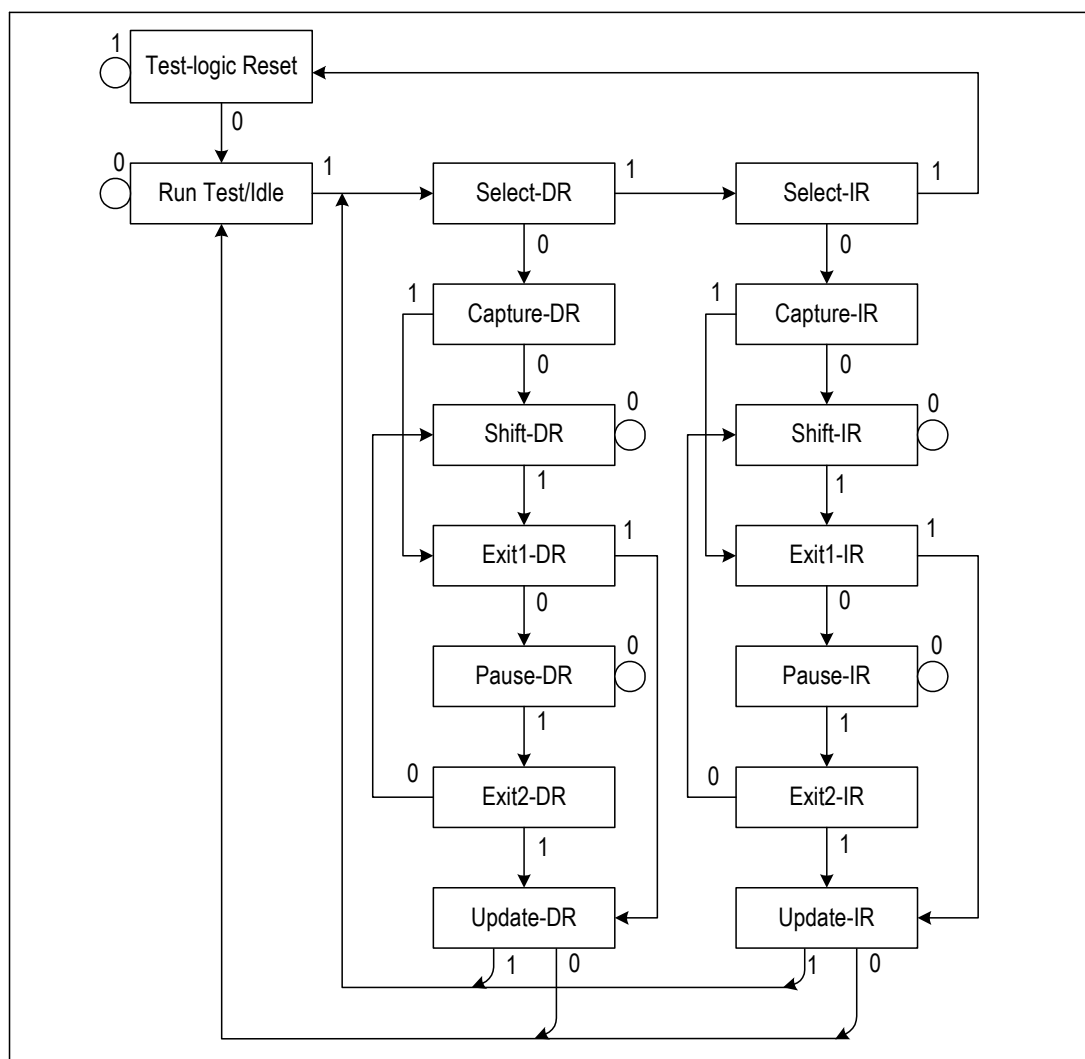 1
Test-logic Reset
0
0
Run Test/Idle
1
Select-DR
1
Select-IR
1
0
0
1
Capture-DR
1
Capture-IR
0
0
Shift-DR
0
Shift-IR
0
1
1
Exit1-DR
1
Exit1-IR
1
0
0
Pause-DR
0
Pause-IR
0
1
1
0
Exit2-DR
0
Exit2-IR
1
1
Update-DR
Update-IR
1
0
1
0